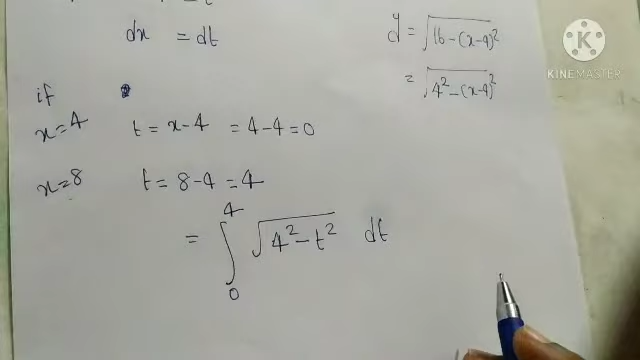 dx = dt
y = √16-(x-4)²
= √4²-(x-4)²
KINEMASTER
if
x=4 t = x-4 = 4-4=0
x=8 t = 8-4 = 4
= ∫₀⁴ √4²-t² dt